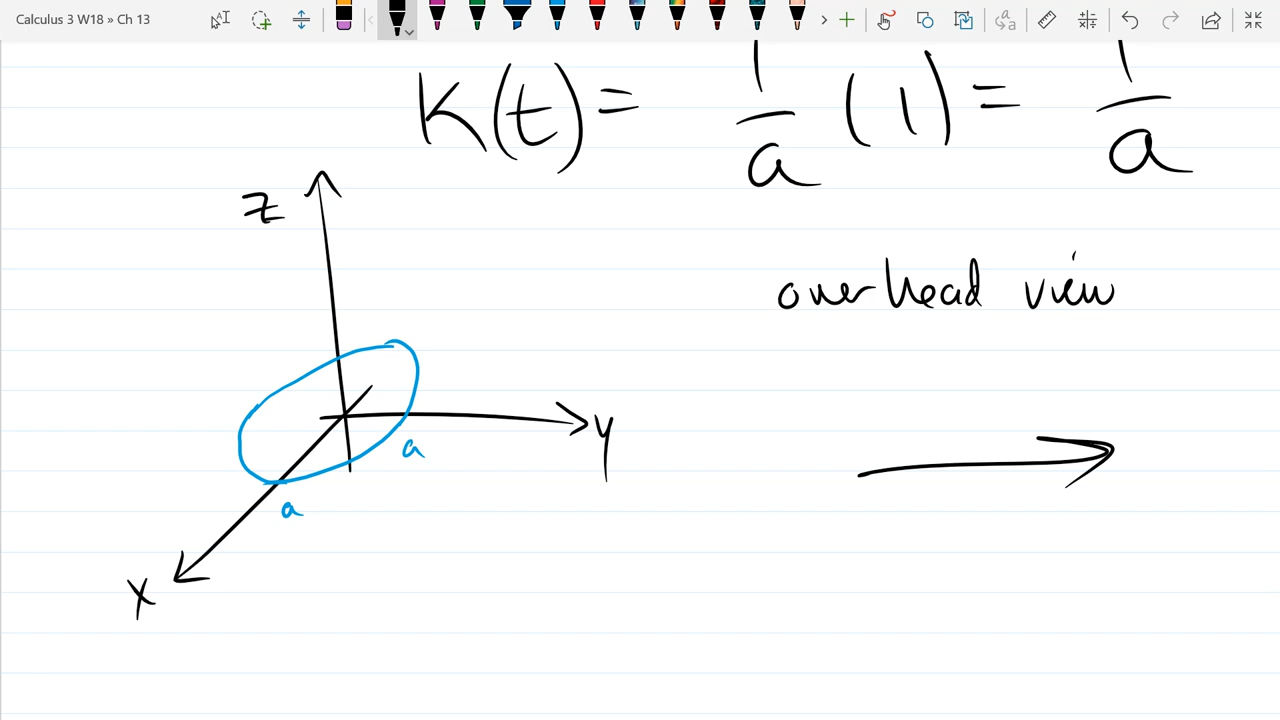 Calculus 3 W18 » Ch 13
K(t) = 1/a (1) = 1/a
z
overhead view
y
a
a
x